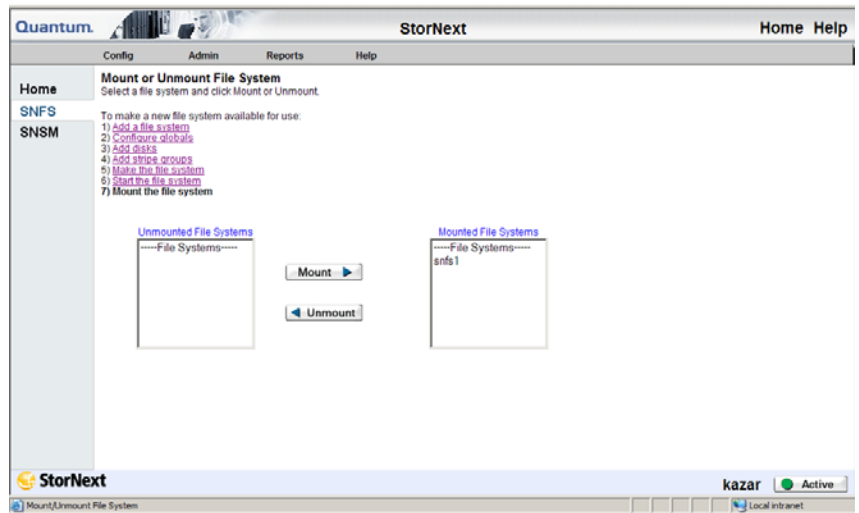 Quantum.
StorNext
Home Help
Config Admin Reports Help
Home
SNFS
SNSM
Mount or Unmount File System
Select a file system and click Mount or Unmount.
To make a new file system available for use:
1) Add a file system
2) Configure globals
3) Add disks
4) Add stripe groups
5) Make the file system
6) Start the file system
7) Mount the file system
Unmounted File Systems
-----File Systems-----
Mount
Unmount
Mounted File Systems
-----File Systems-----
snfs1
StorNext
kazar
Active
Mount/Unmount File System
Local intranet